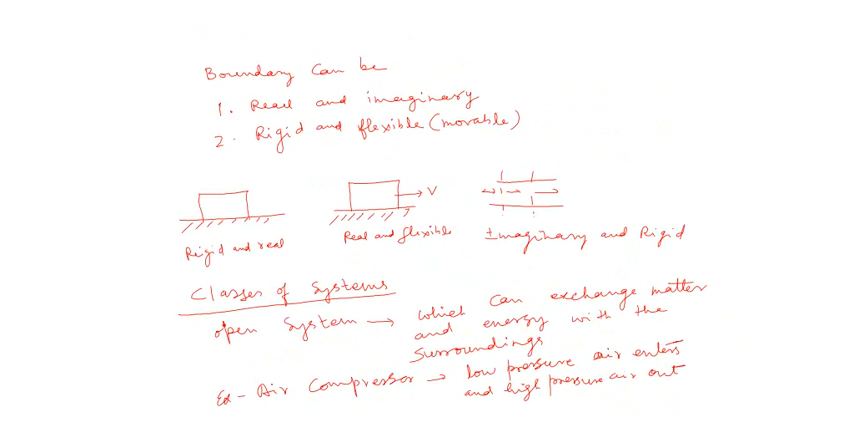 Boundary can be
1. Real and imaginary
2. Rigid and flexible (movable)
V
Rigid and real
Real and flexible
Imaginary and Rigid
Classes of Systems
open System → which can exchange matter
and energy with the
surroundings
Ex - Air Compressor → low pressure air enters
and high pressure air out